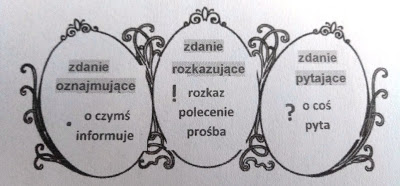 zdanie
oznajmujące
. o czymś
informuje
zdanie
rozkazujące
! rozkaz
polecenie
prośba
zdanie
pytające
? o coś
pyta